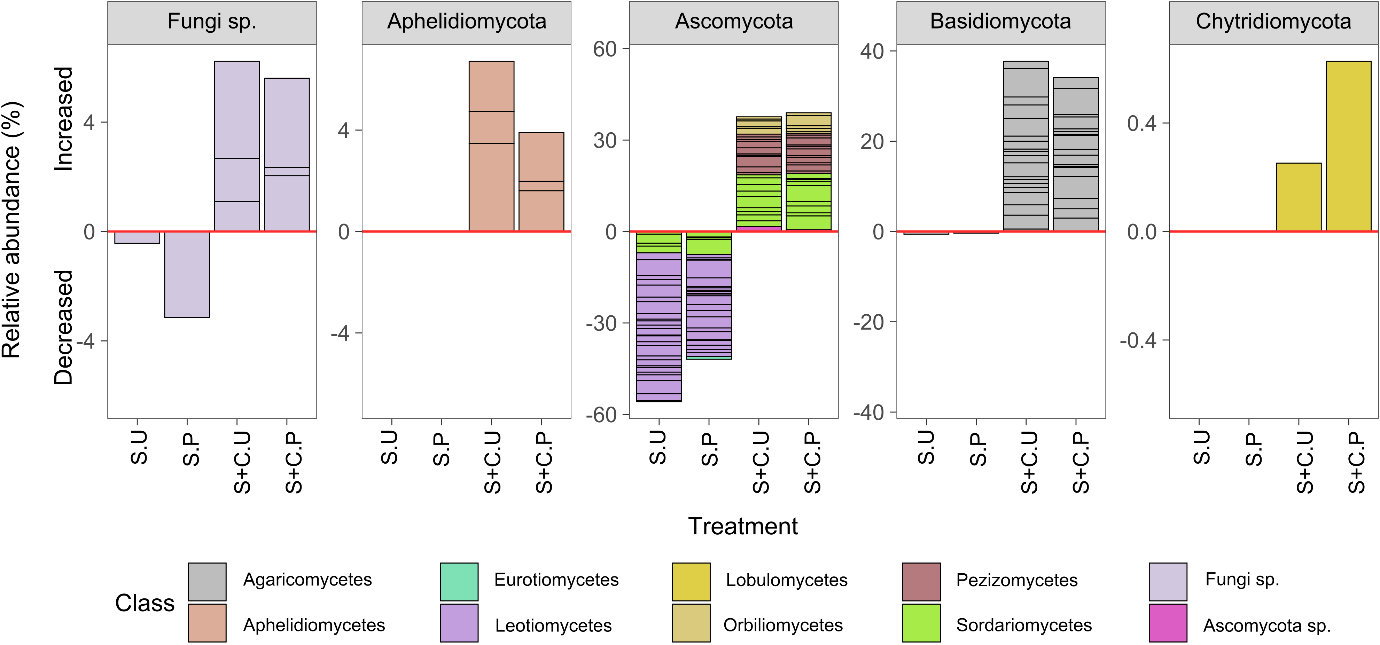 Fungi sp. Aphelidiomycota Ascomycota Basidiomycota Chytridiomycota
Relative abundance (%)
Increased
Decreased
4
0
-4
4
0
-4
60
30
0
-30
-60
40
20
0
-20
-40
0.4
0.0
-0.4
S.U S.P S+C.U S+C.P S.U S.P S+C.U S+C.P S.U S.P S+C.U S+C.P S.U S.P S+C.U S+C.P S.U S.P S+C.U S+C.P
Treatment
Class
Agaricomycetes Eurotiomycetes Lobulomycetes Pezizomycetes Fungi sp.
Aphelidiomycetes Leotiomycetes Orbiliomycetes Sordariomycetes Ascomycota sp.